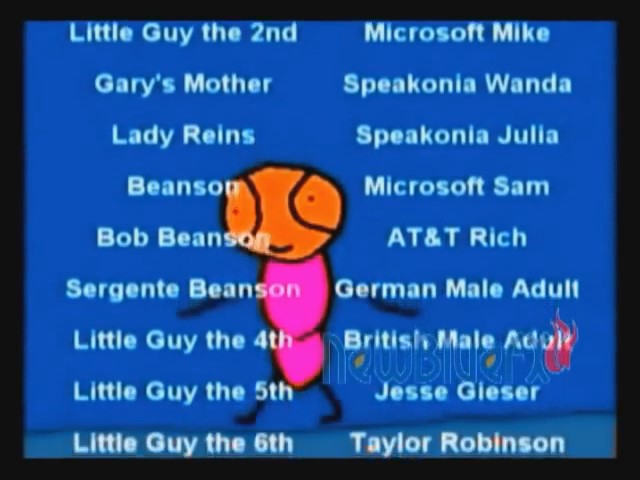 Little Guy the 2nd Microsoft Mike
Gary's Mother Speakonia Wanda
Lady Reins Speakonia Julia
Beanson Microsoft Sam
Bob Beanson AT&T Rich
Sergente Beanson German Male Adult
Little Guy the 4th British Male Adult
NewBlueFX
Little Guy the 5th Jesse Gieser
Little Guy the 6th Taylor Robinson